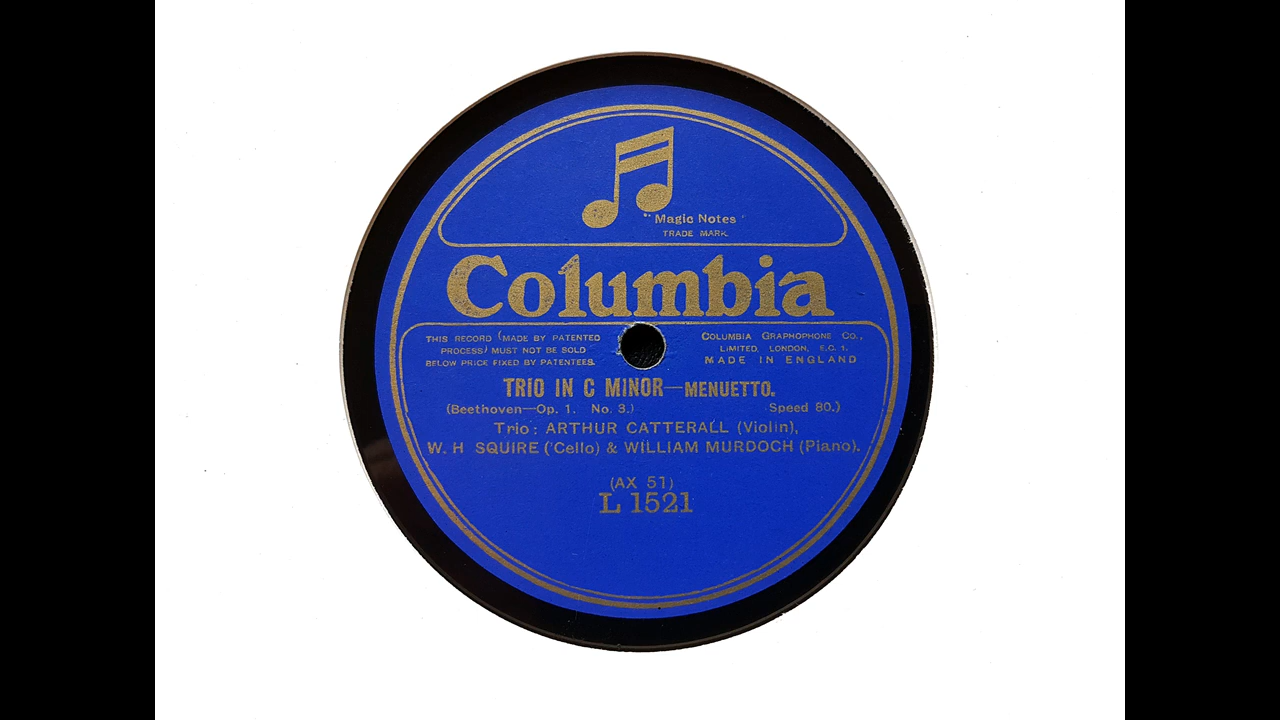 "Magic Notes"
TRADE MARK.
Columbia
THIS RECORD (MADE BY PATENTED
PROCESS) MUST NOT BE SOLD
BELOW PRICE FIXED BY PATENTEES.
COLUMBIA GRAPHOPHONE CO.,
LIMITED, LONDON, E.C. 1.
MADE IN ENGLAND
TRIO IN C MINOR—MENUETTO.
(Beethoven—Op. 1. No. 3.) Speed 80.)
Trio: ARTHUR CATTERALL (Violin),
W. H SQUIRE ('Cello) & WILLIAM MURDOCH (Piano).
(AX 51)
L 1521